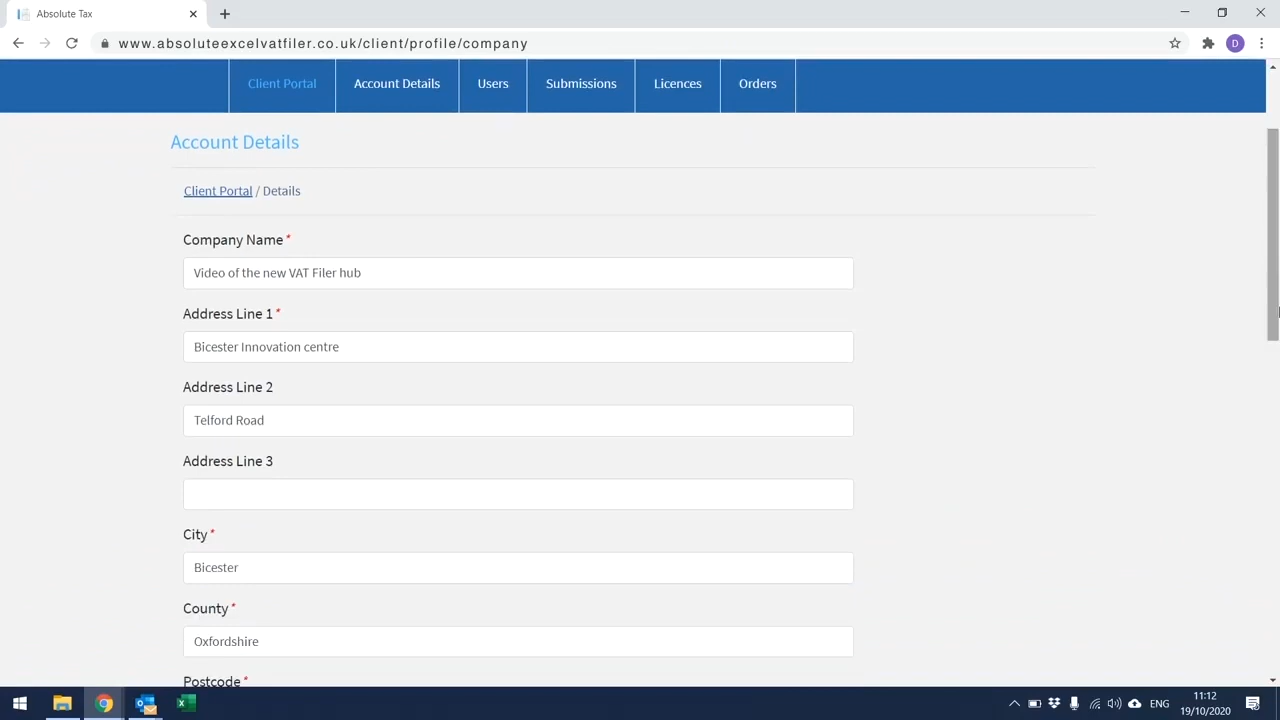 Absolute Tax
www.absoluteexcelvatfiler.co.uk/client/profile/company
D
Client Portal
Account Details
Users
Submissions
Licences
Orders
Account Details
Client Portal / Details
Company Name *
Video of the new VAT Filer hub
Address Line 1 *
Bicester Innovation centre
Address Line 2
Telford Road
Address Line 3
City *
Bicester
County *
Oxfordshire
Postcode *
ENG
11:12
19/10/2020